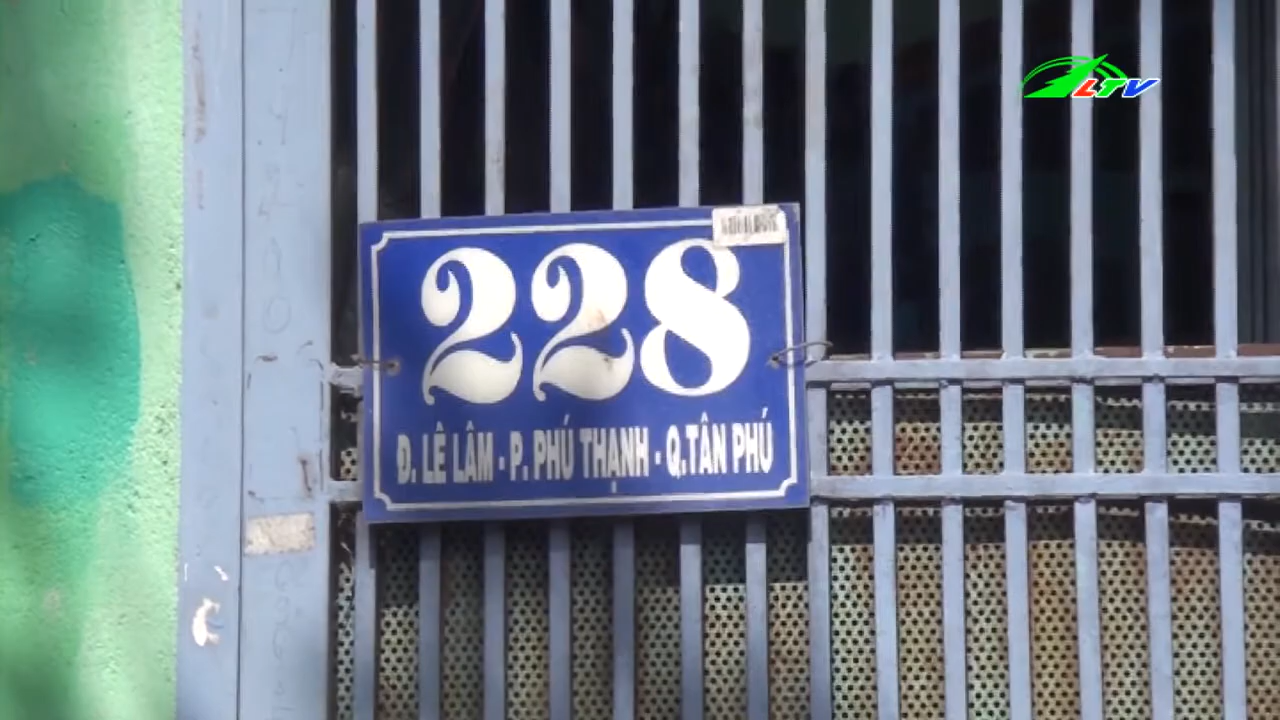 LTV
228
Đ. LÊ LÂM - P. PHÚ THẠNH - Q.TÂN PHÚ